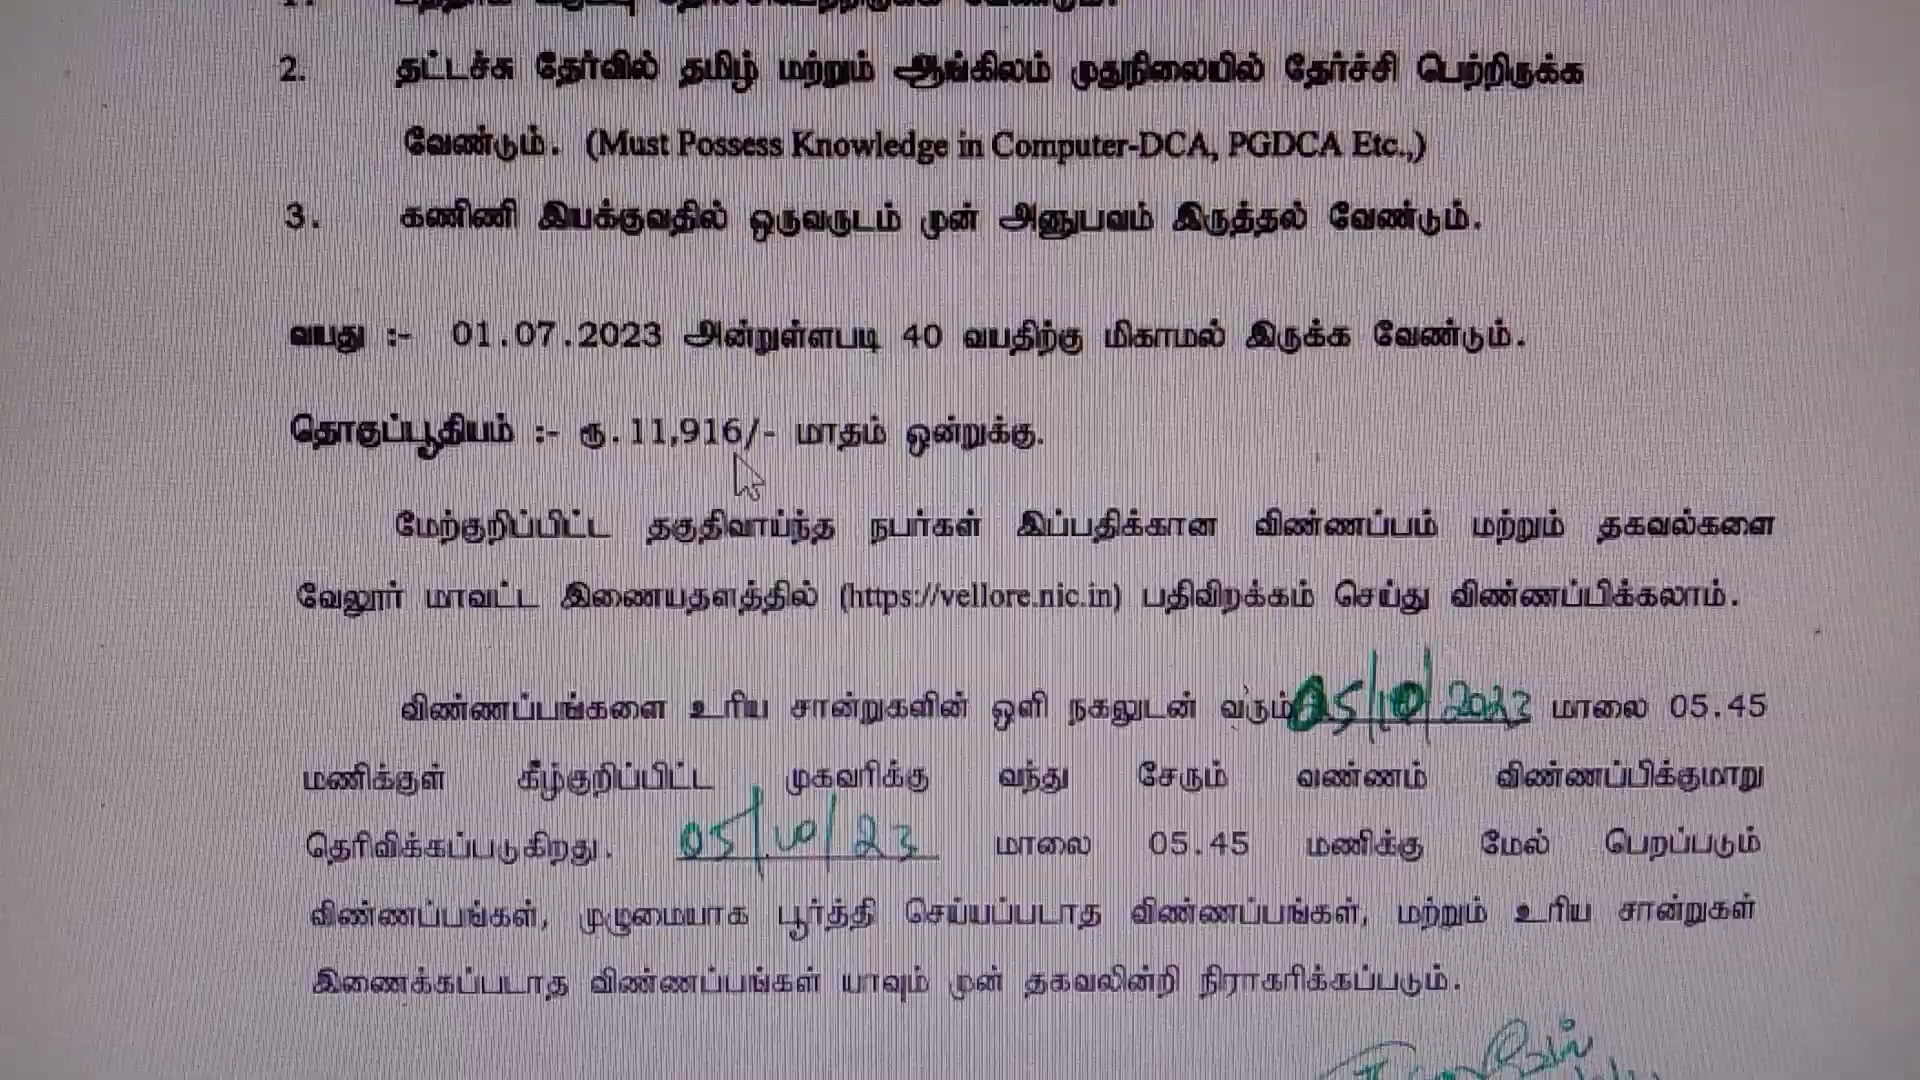 2. தட்டச்சு தேர்வில் தமிழ் மற்றும் ஆங்கிலம் முதுநிலையில் தேர்ச்சி பெற்றிருக்க
வேண்டும். (Must Possess Knowledge in Computer-DCA, PGDCA Etc.,)
3. கணினி இயக்குவதில் ஒருவருடம் முன் அனுபவம் இருத்தல் வேண்டும்.
வயது :- 01.07.2023 அன்றுள்ளபடி 40 வயதிற்கு மிகாமல் இருக்க வேண்டும்.
தொகுப்பூதியம் :- ரூ.11,916/- மாதம் ஒன்றுக்கு.
மேற்குறிப்பிட்ட தகுதிவாய்ந்த நபர்கள் இப்பதிக்கான விண்ணப்பம் மற்றும் தகவல்களை
வேலூர் மாவட்ட இணையதளத்தில் (https://vellore.nic.in) பதிவிறக்கம் செய்து விண்ணப்பிக்கலாம்.
விண்ணப்பங்களை உரிய சான்றுகளின் ஒளி நகலுடன் வரும் 05/10/2023 மாலை 05.45
மணிக்குள் கீழ்குறிப்பிட்ட முகவரிக்கு வந்து சேரும் வண்ணம் விண்ணப்பிக்குமாறு
தெரிவிக்கப்படுகிறது. 05/10/23 மாலை 05.45 மணிக்கு மேல் பெறப்படும்
விண்ணப்பங்கள், முழுமையாக பூர்த்தி செய்யப்படாத விண்ணப்பங்கள், மற்றும் உரிய சான்றுகள்
இணைக்கப்படாத விண்ணப்பங்கள் யாவும் முன் தகவலின்றி நிராகரிக்கப்படும்.